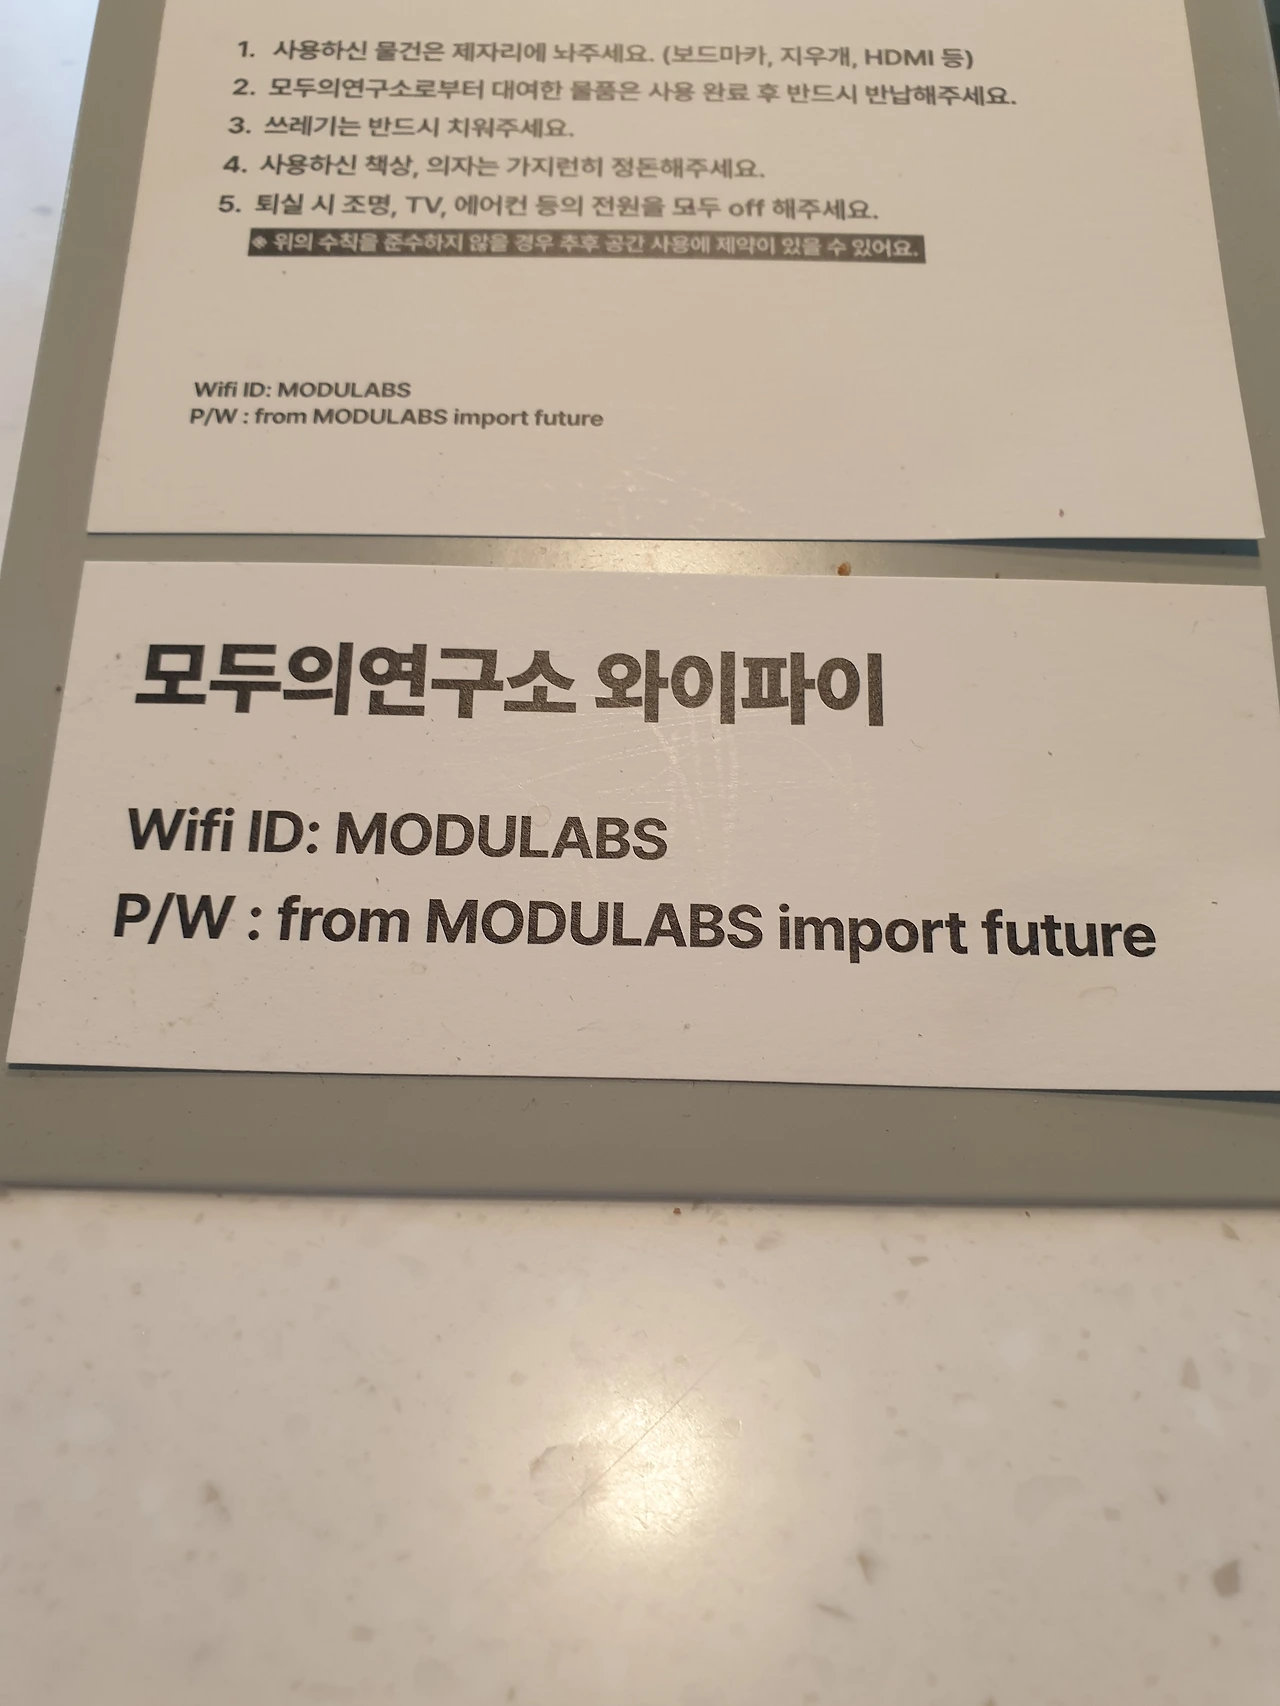 1. 사용하신 물건은 제자리에 놔주세요. (보드마카, 지우개, HDMI 등)
2. 모두의연구소로부터 대여한 물품은 사용 완료 후 반드시 반납해주세요.
3. 쓰레기는 반드시 치워주세요.
4. 사용하신 책상, 의자는 가지런히 정돈해주세요.
5. 퇴실 시 조명, TV, 에어컨 등의 전원을 모두 off 해주세요.
※ 위의 수칙을 준수하지 않을 경우 추후 공간 사용에 제약이 있을 수 있어요.
Wifi ID: MODULABS
P/W : from MODULABS import future
모두의연구소 와이파이
Wifi ID: MODULABS
P/W : from MODULABS import future